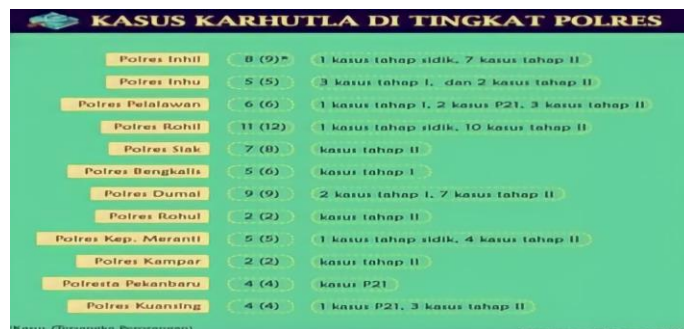 KASUS KARHUTLA DI TINGKAT POLRES
Polres Inhil 8 (9)* 1 kasus tahap sidik, 7 kasus tahap II
Polres Inhu 5 (5) 3 kasus tahap I, dan 2 kasus tahap II
Polres Pelalawan 6 (6) 1 kasus tahap I, 2 kasus P21, 3 kasus tahap II
Polres Rohil 11 (12) 1 kasus tahap sidik, 10 kasus tahap II
Polres Siak 7 (8) kasus tahap II
Polres Bengkalis 5 (6) kasus tahap I
Polres Dumai 9 (9) 2 kasus tahap I, 7 kasus tahap II
Polres Rohul 2 (2) kasus tahap II
Polres Kep. Meranti 5 (5) 1 kasus tahap sidik, 4 kasus tahap II
Polres Kampar 2 (2) kasus tahap II
Polresta Pekanbaru 4 (4) kasus P21
Polres Kuansing 4 (4) 1 kasus P21, 3 kasus tahap II